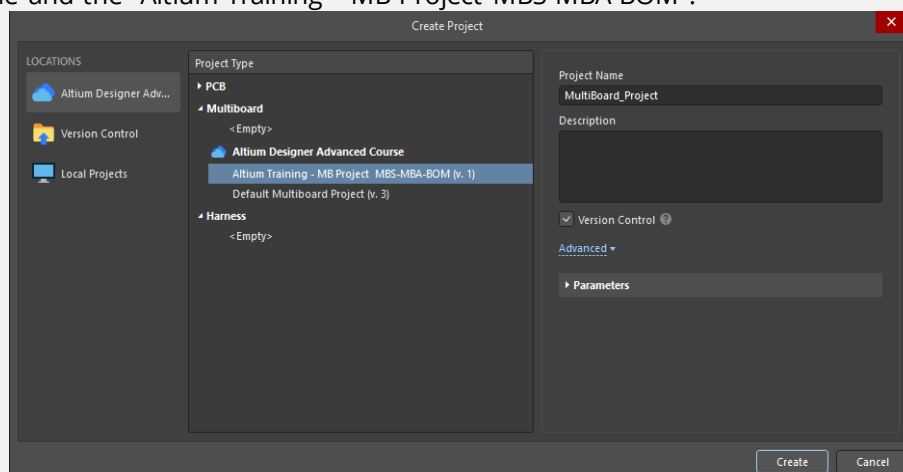 and the "Altium Training - MB Project MBS-MBA-BOM".
Create Project
LOCATIONS
Altium Designer Adv...
Version Control
Local Projects
Project Type
PCB
Multiboard
<Empty>
Altium Designer Advanced Course
Altium Training - MB Project MBS-MBA-BOM (v. 1)
Default Multiboard Project (v. 3)
Harness
<Empty>
Project Name
MultiBoard_Project
Description
Version Control
Advanced
Parameters
Create
Cancel